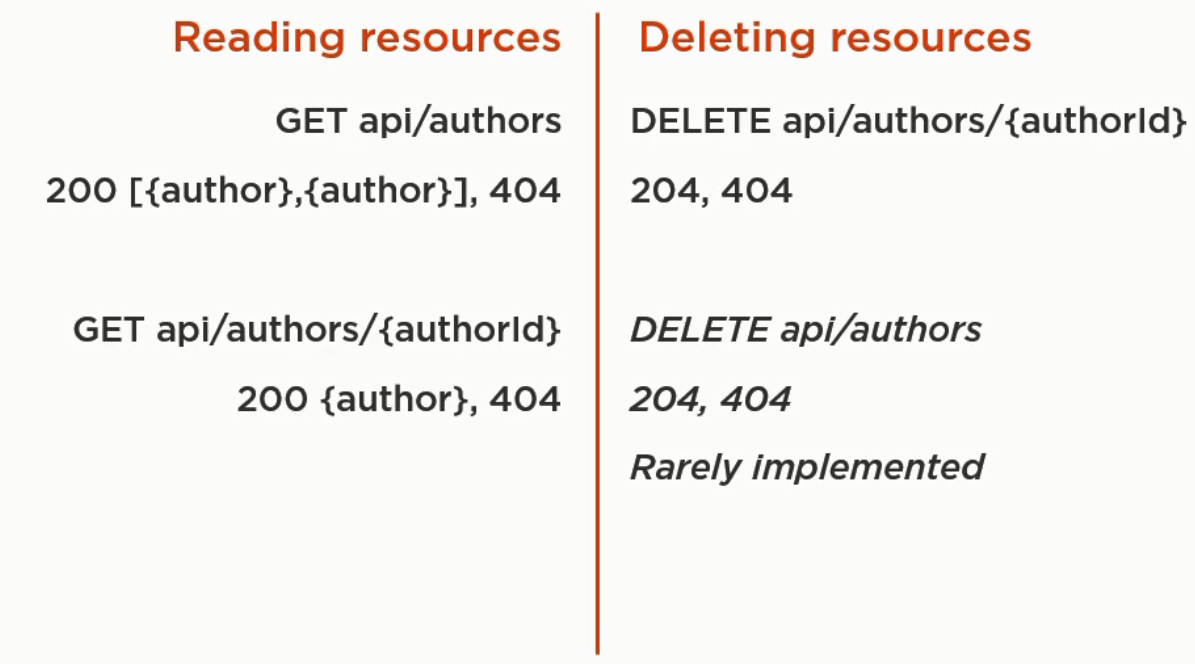 Reading resources
GET api/authors
200 [{author},{author}], 404
GET api/authors/{authorId}
200 {author}, 404
Deleting resources
DELETE api/authors/{authorId}
204, 404
DELETE api/authors
204, 404
Rarely implemented